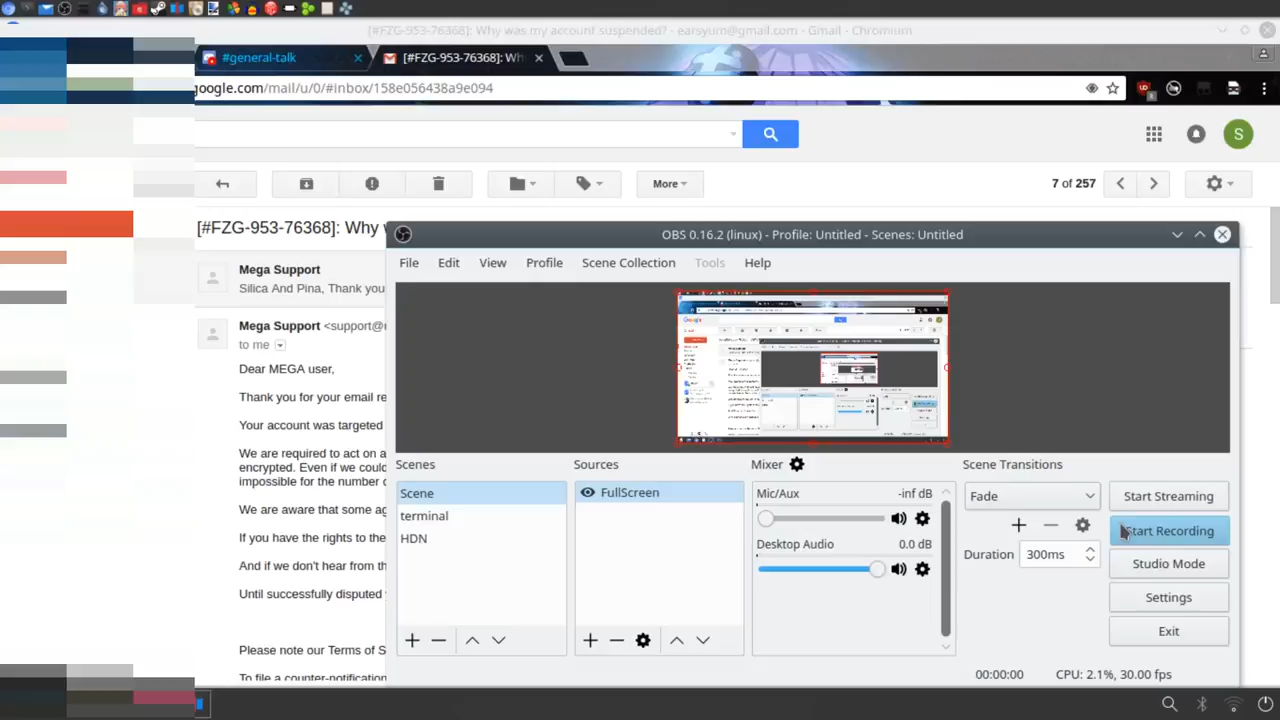 [#FZG-953-76368]: Why was my account suspended? - earsyum@gmail.com - Gmail - Chromium
#general-talk
[#FZG-953-76368]: Wh
google.com/mail/u/0/#inbox/158e056438a9e094
S
More
7 of 257
[#FZG-953-76368]: Why
Mega Support
Silica And Pina, Thank you
Mega Support
to me
Dear MEGA user,
Thank you for your email re
Your account was targeted
We are required to act on a
encrypted. Even if we could
impossible for the number
We are aware that some ag
If you have the rights to the
And if we don't hear from th
Until successfully disputed
Please note our Terms of S
To file a counter-notification
OBS 0.16.2 (linux) - Profile: Untitled - Scenes: Untitled
File Edit View Profile Scene Collection Tools Help
Scenes
Scene
terminal
HDN
Sources
FullScreen
Mixer
Mic/Aux -inf dB
Desktop Audio 0.0 dB
Scene Transitions
Fade
Duration 300ms
Start Streaming
Start Recording
Studio Mode
Settings
Exit
00:00:00 CPU: 2.1%, 30.00 fps